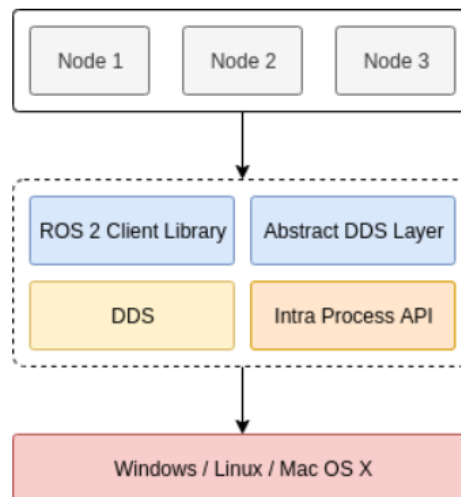 Node 1
Node 2
Node 3
ROS 2 Client Library
Abstract DDS Layer
DDS
Intra Process API
Windows / Linux / Mac OS X